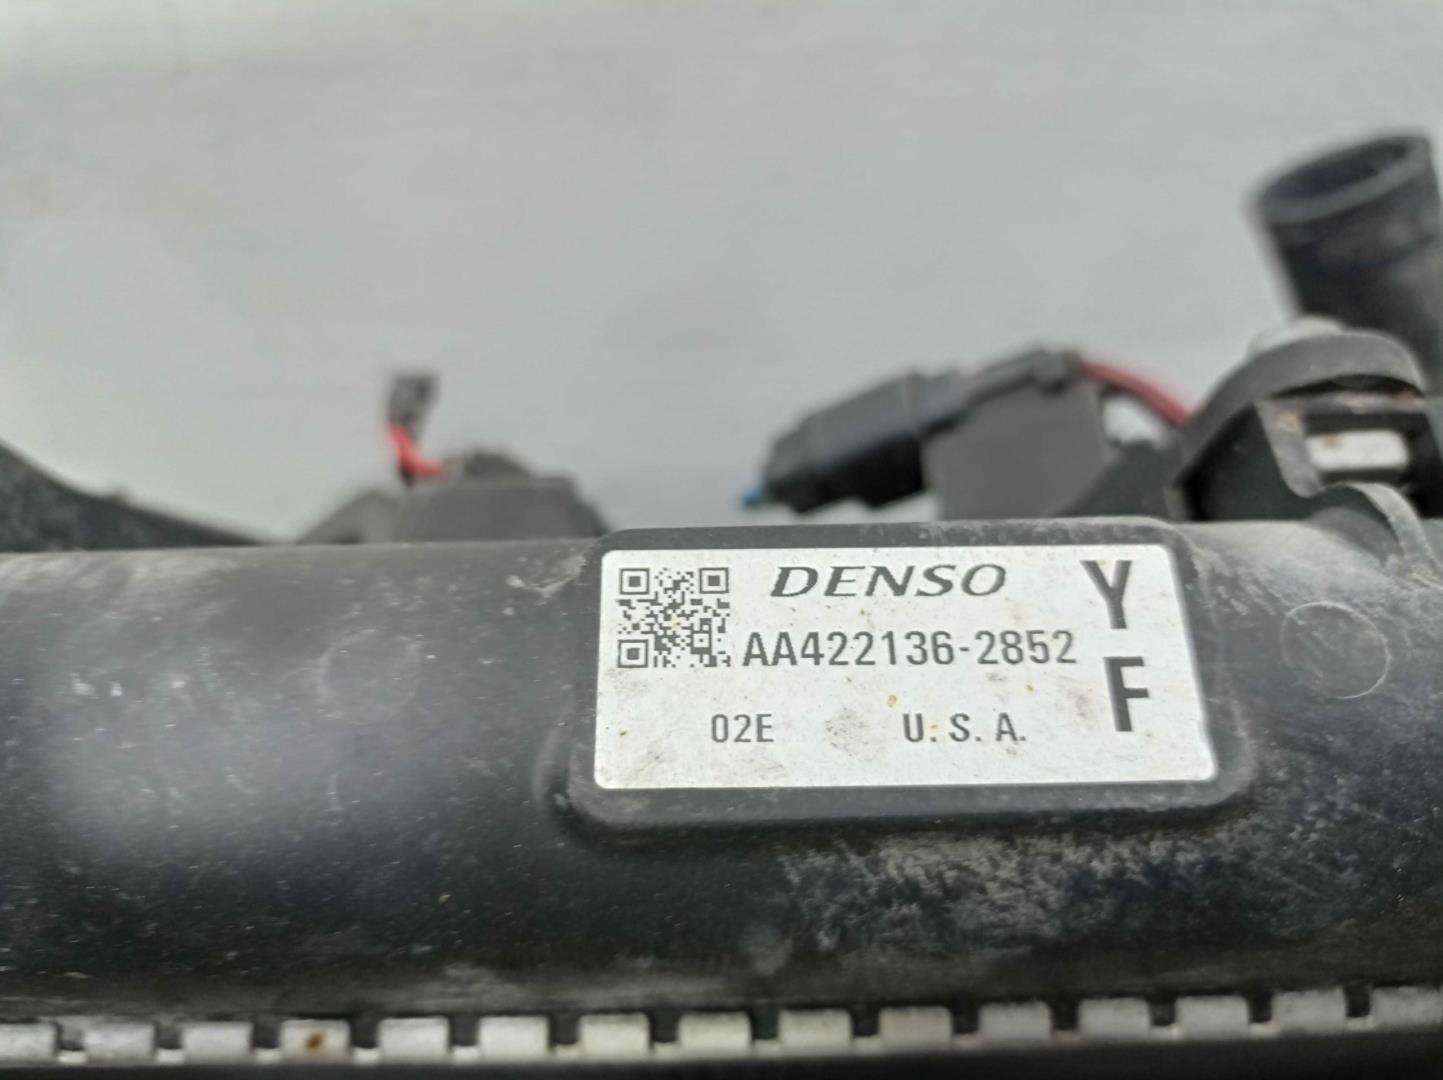 DENSO
AA422136-2852
02E U.S.A.
Y
F